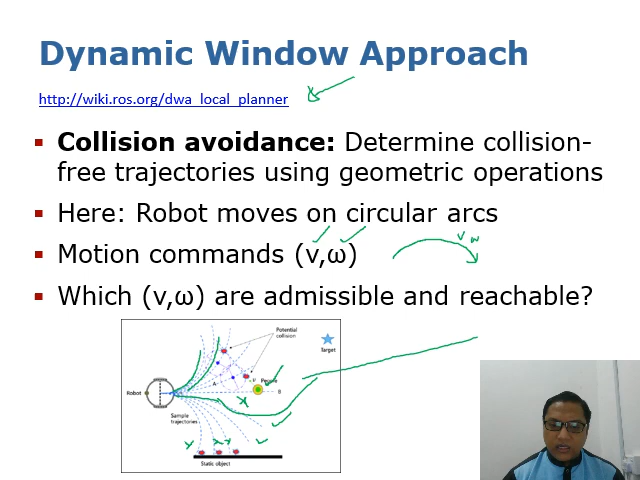 Dynamic Window Approach
http://wiki.ros.org/dwa_local_planner
Collision avoidance: Determine collision-
free trajectories using geometric operations
Here: Robot moves on circular arcs
v w
Motion commands (v,ω)
Which (v,ω) are admissible and reachable?
Potential
collision
Target
A
Person
B
Robot
Sample
trajectories
Static object